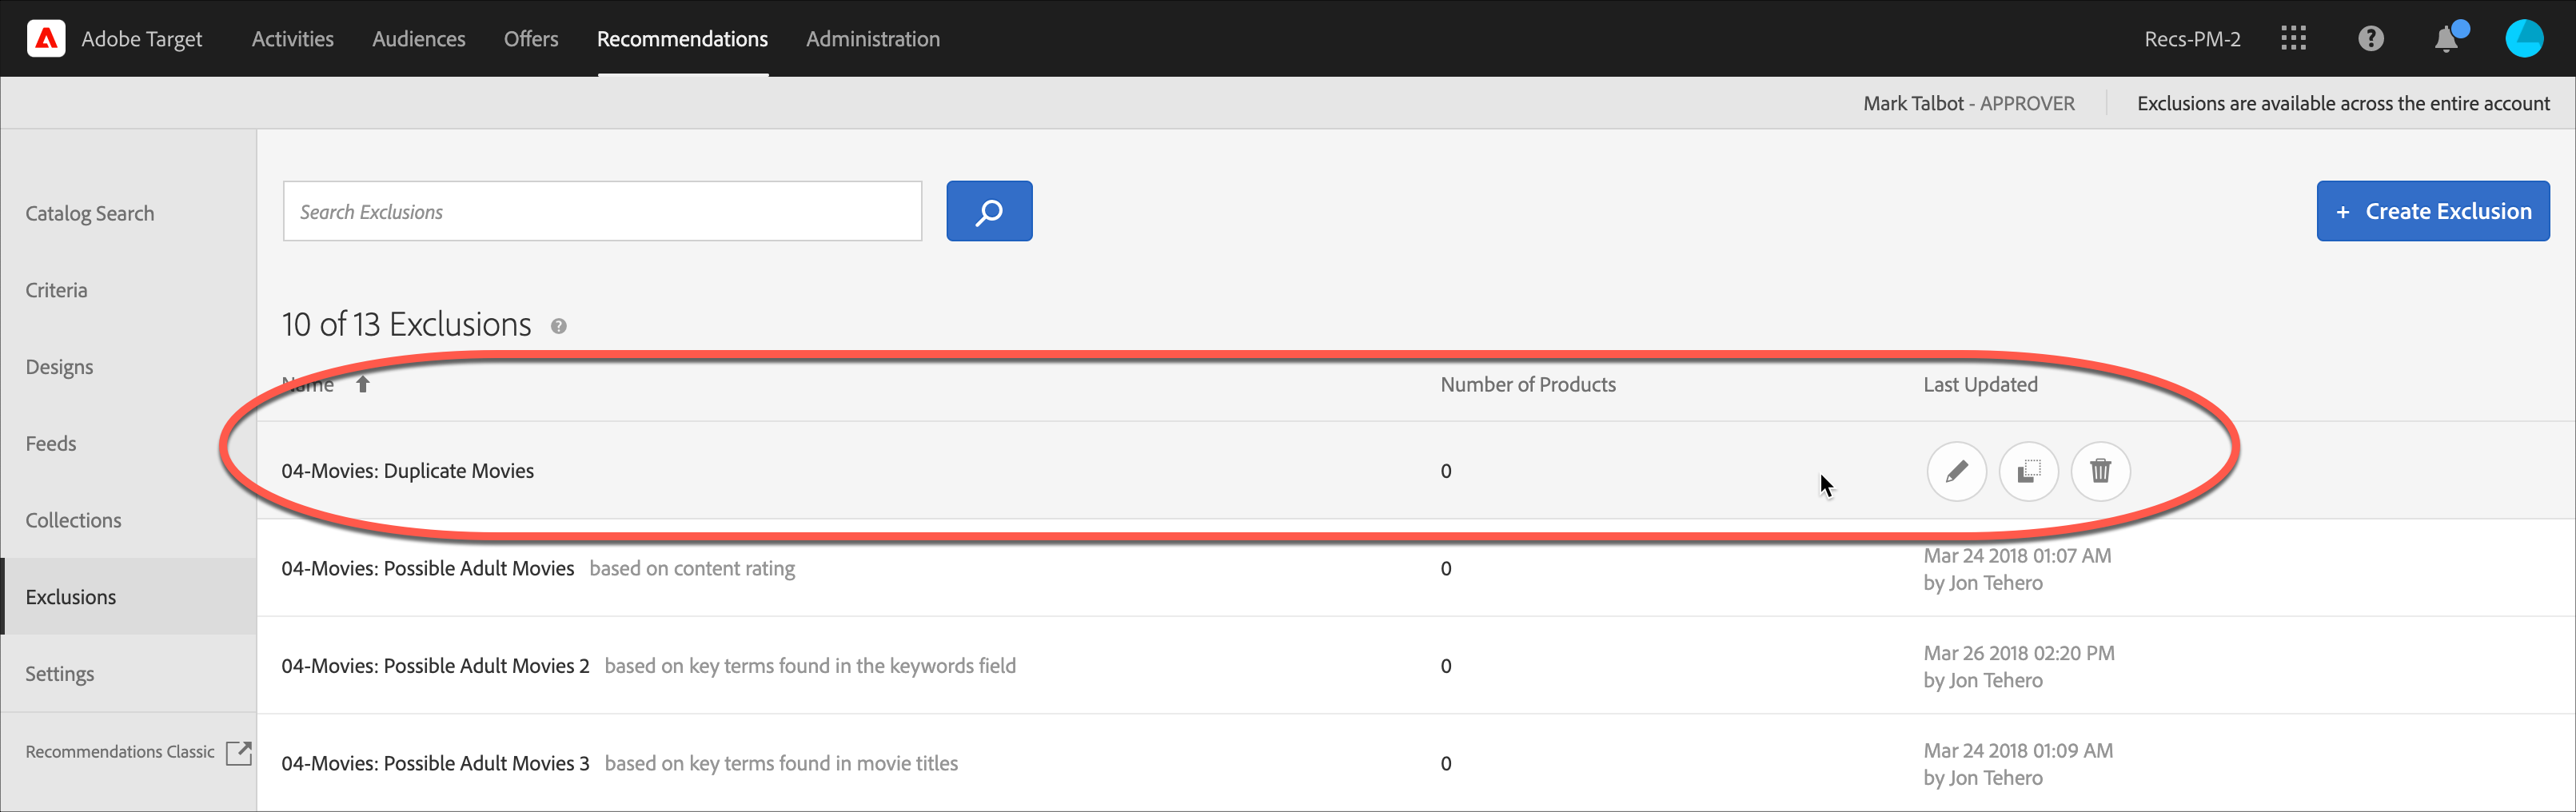 Adobe Target Activities Audiences Offers Recommendations Administration Recs-PM-2
Mark Talbot - APPROVER Exclusions are available across the entire account
Catalog Search
Criteria
Designs
Feeds
Collections
Exclusions
Settings
Recommendations Classic
Search Exclusions
+ Create Exclusion
10 of 13 Exclusions ?
Name Number of Products Last Updated
04-Movies: Duplicate Movies 0
04-Movies: Possible Adult Movies based on content rating 0 Mar 24 2018 01:07 AM
by Jon Tehero
04-Movies: Possible Adult Movies 2 based on key terms found in the keywords field 0 Mar 26 2018 02:20 PM
by Jon Tehero
04-Movies: Possible Adult Movies 3 based on key terms found in movie titles 0 Mar 24 2018 01:09 AM
by Jon Tehero